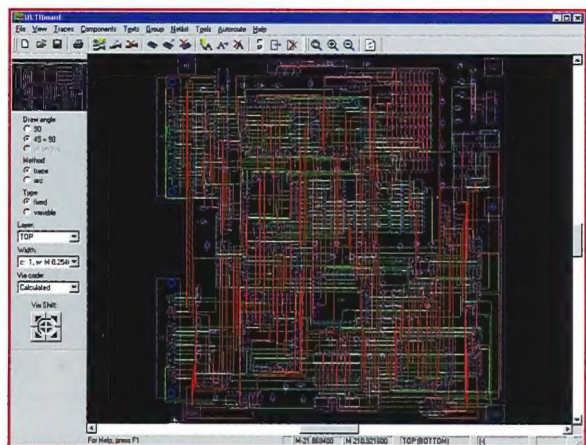 ULTIboard
File View Traces Components Texts Group Netlist Tools Autoroute Help
Draw angle
90
45 + 90
Method
trace
arc
Type
fixed
variable
Layer:
TOP
Width:
Via code:
Calculated
Via Shift:
For Help, press F1
TOP (BOTTOM)